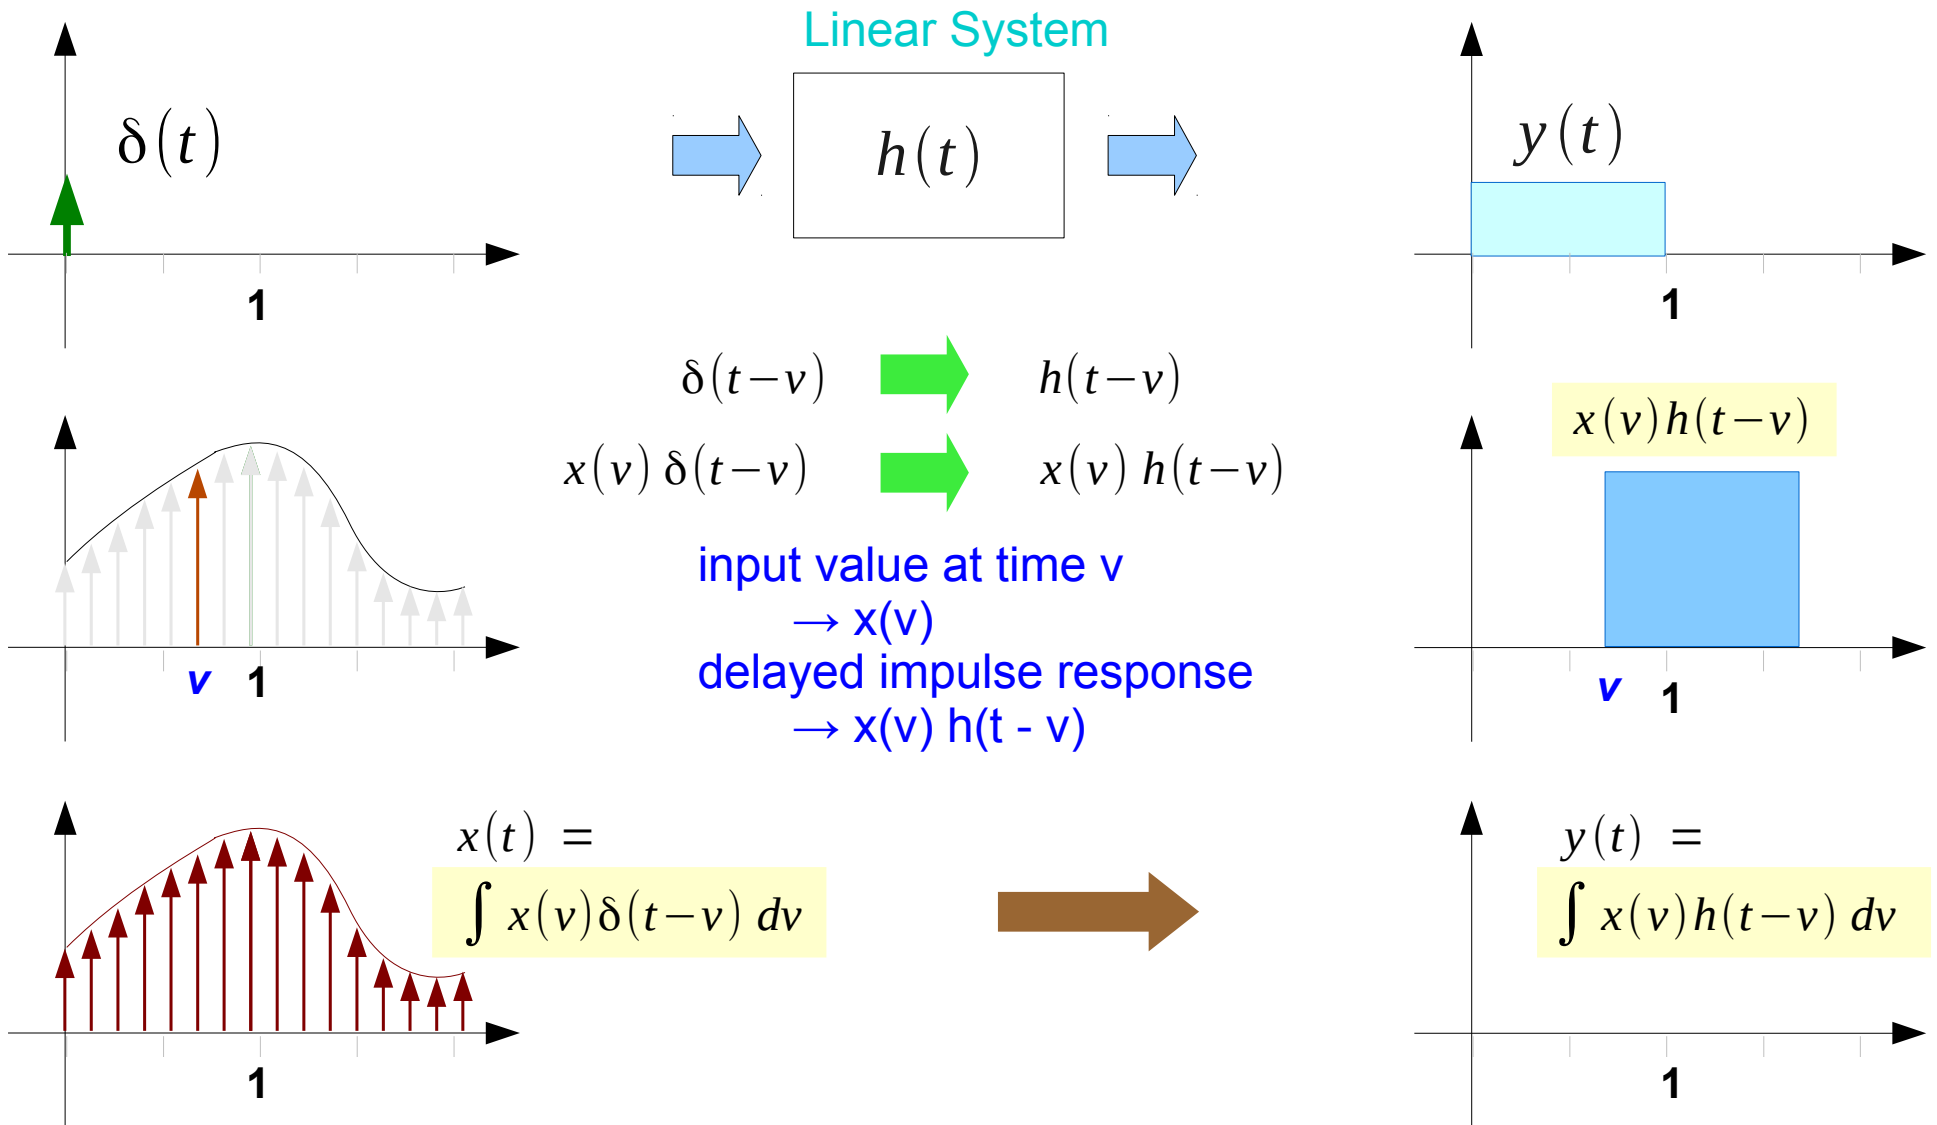 Linear System
δ(t)
h(t)
y(t)
1
1
δ(t−v) h(t−v)
x(v) δ(t−v) x(v) h(t−v)
x(v)h(t−v)
input value at time v
→ x(v)
delayed impulse response
→ x(v) h(t - v)
v 1
v 1
x(t) =
∫ x(v)δ(t−v) dv
y(t) =
∫ x(v)h(t−v) dv
1
1